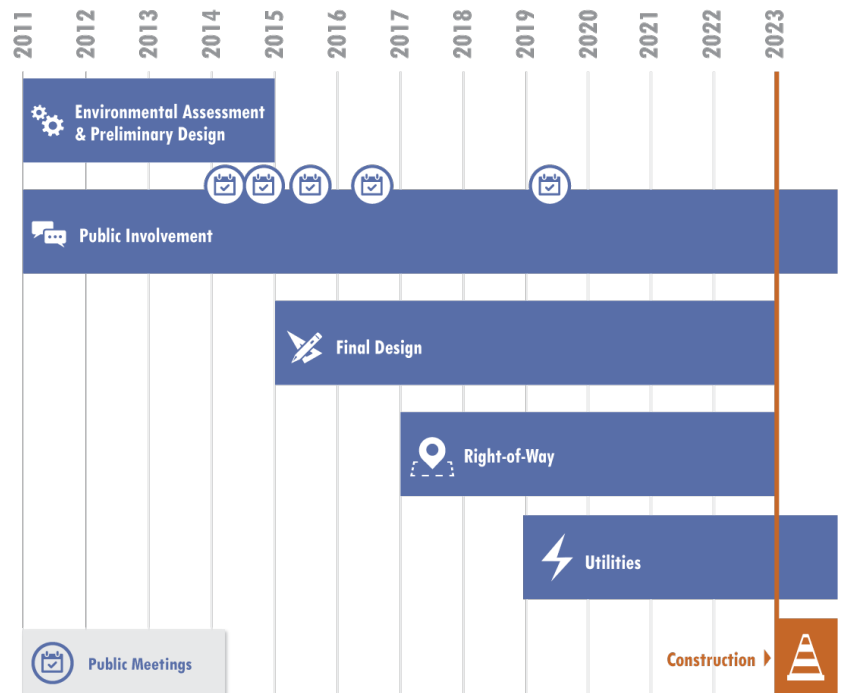 2011 2012 2013 2014 2015 2016 2017 2018 2019 2020 2021 2022 2023
Environmental Assessment
& Preliminary Design
Public Involvement
Final Design
Right-of-Way
Utilities
Public Meetings
Construction